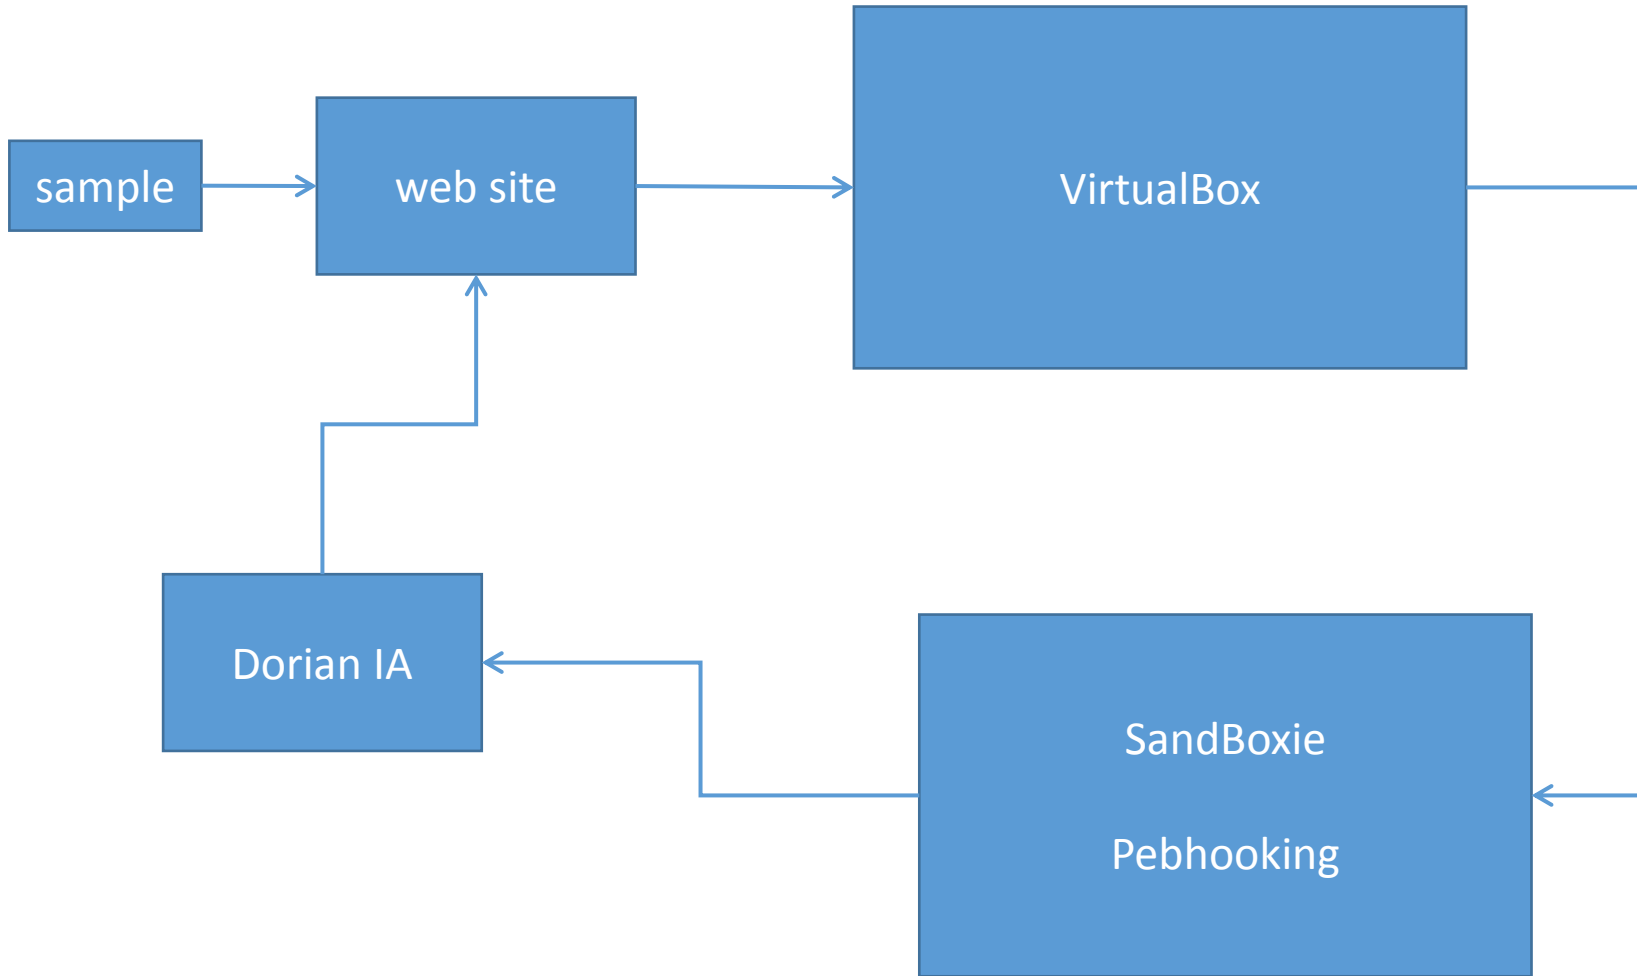 sample
web site
VirtualBox
Dorian IA
SandBoxie
Pebhooking